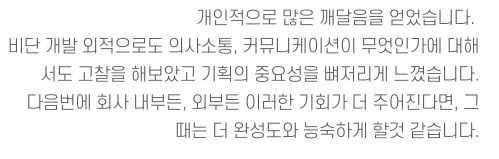 개인적으로 많은 깨달음을 얻었습니다.
비단 개발 외적으로도 의사소통, 커뮤니케이션이 무엇인가에 대해
서도 고찰을 해보았고 기획의 중요성을 뼈저리게 느꼈습니다.
다음번에 회사 내부든, 외부든 이러한 기회가 더 주어진다면, 그
때는 더 완성도와 능숙하게 할것 같습니다.